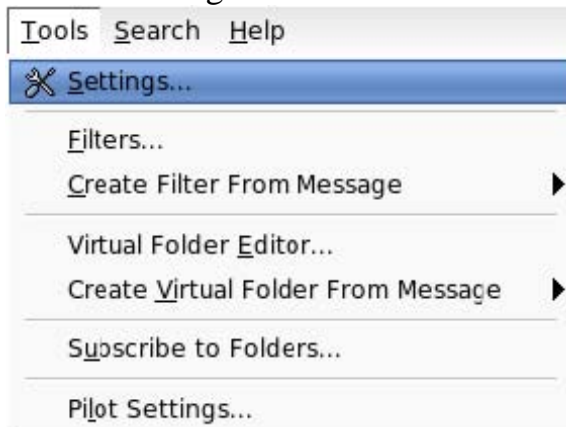 Tools Search Help
Settings...
Filters...
Create Filter From Message
Virtual Folder Editor...
Create Virtual Folder From Message
Subscribe to Folders...
Pilot Settings...